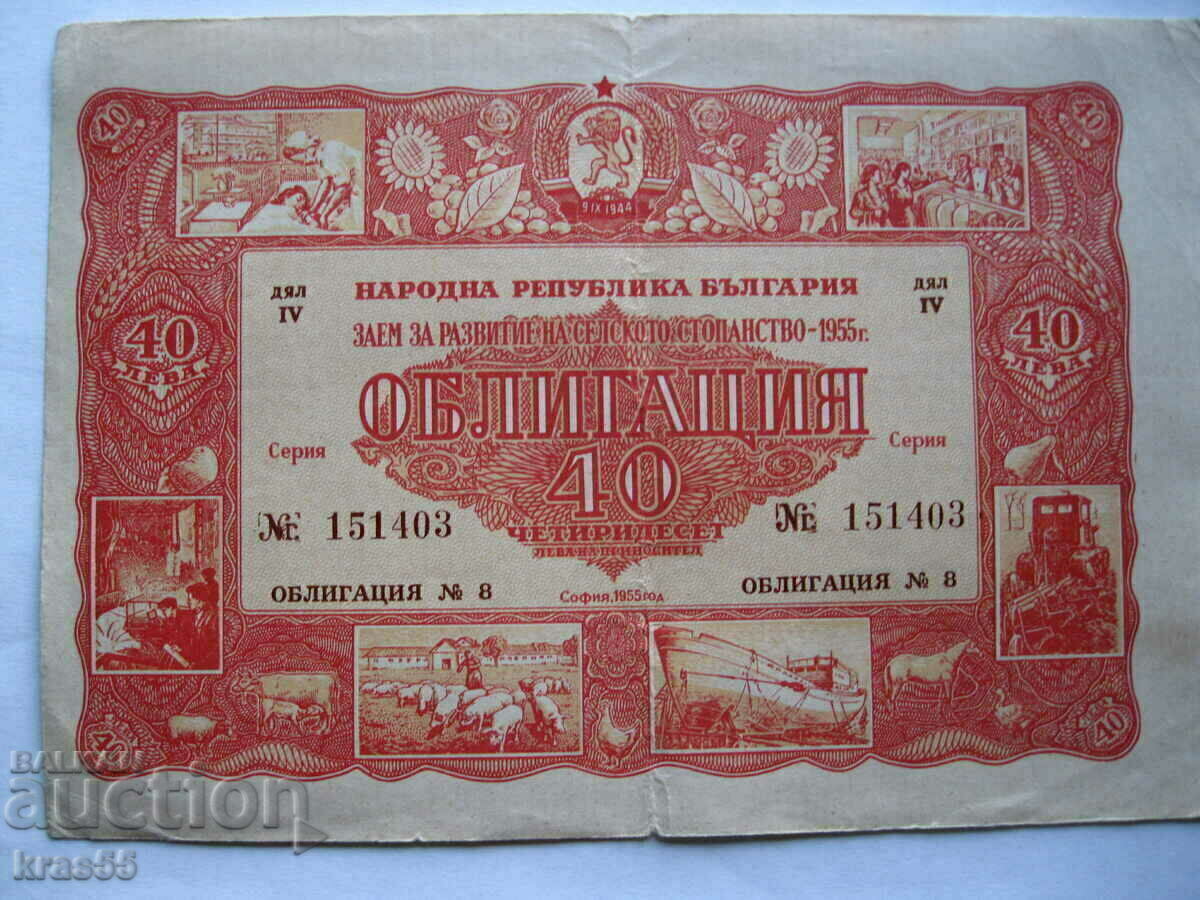 40 ЛЕВА
40 ЛЕВА
9 IX 1944
ДЯЛ IV
НАРОДНА РЕПУБЛИКА БЪЛГАРИЯ
ДЯЛ IV
ЗАЕМ ЗА РАЗВИТИЕ НА СЕЛСКОТО СТОПАНСТВО-1955г.
40 ЛЕВА
40 ЛЕВА
ОБЛИГАЦИЯ
Серия
40
Серия
№ 151403
ЧЕТИРИДЕСЕТ
№ 151403
ЛЕВА НА ПРИНОСИТЕЛ
ОБЛИГАЦИЯ № 8
София, 1955 год
ОБЛИГАЦИЯ № 8
40
40
auction
kras55